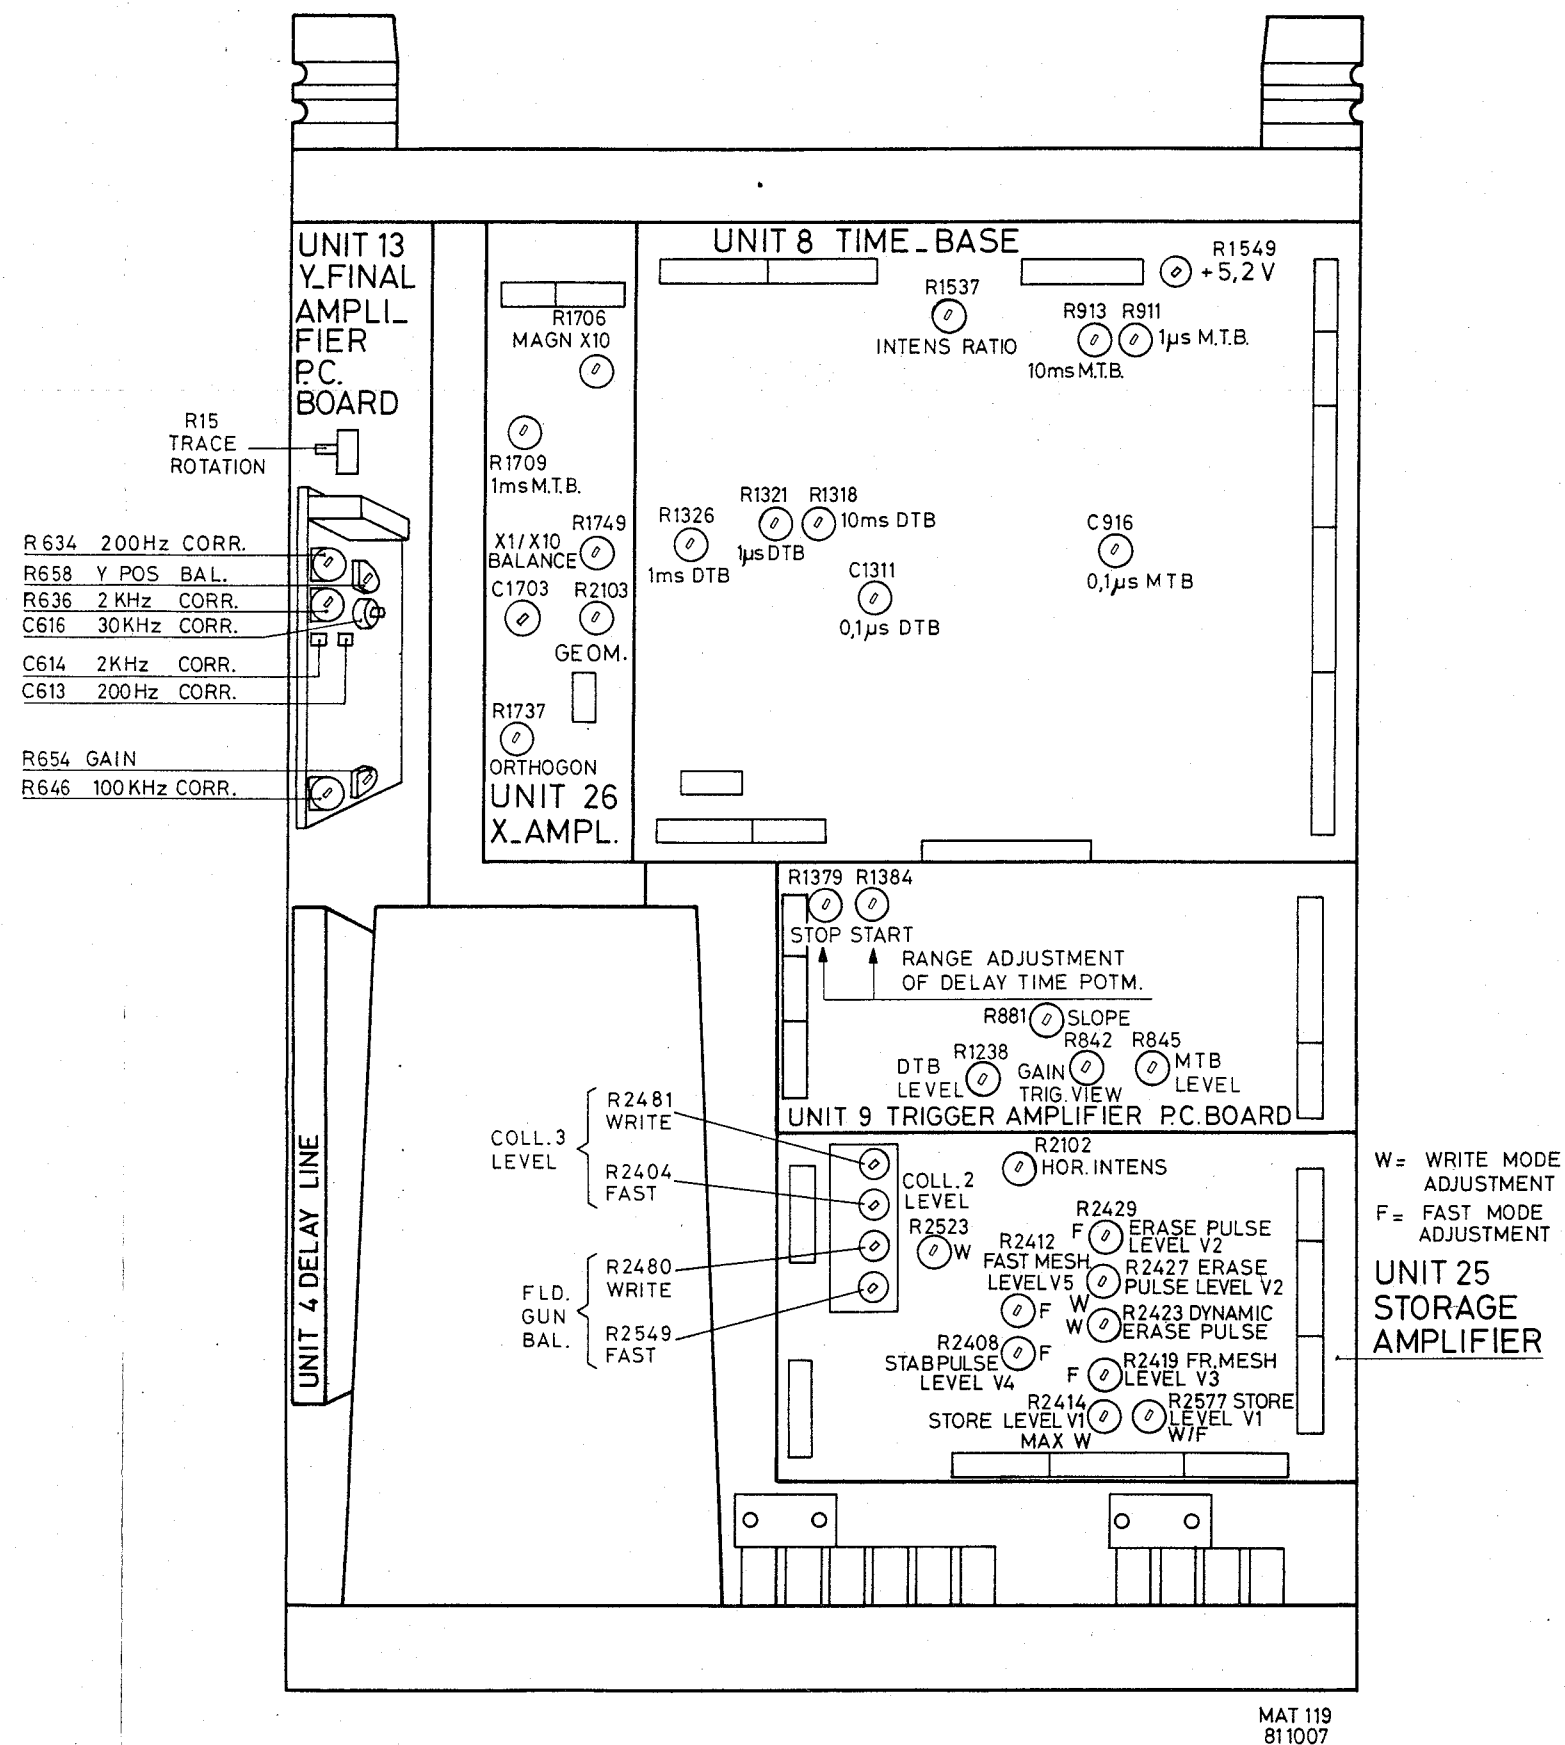 UNIT 13
Y_FINAL
AMPLI_
FIER
P.C.
BOARD
R15
TRACE
ROTATION
R634 200Hz CORR.
R658 Y POS BAL.
R636 2KHz CORR.
C616 30KHz CORR.
C614 2KHz CORR.
C613 200Hz CORR.
R654 GAIN
R646 100KHz CORR.
R1706
MAGN X10
R1709
1ms M.T.B.
R1749
X1/X10
BALANCE
C1703
R2103
GEOM.
R1737
ORTHOGON
UNIT 26
X_AMPL.
UNIT 8 TIME_BASE
R1549
+5,2V
R1537
INTENS RATIO
R913
10ms M.T.B.
R911
1µs M.T.B.
R1326
1ms DTB
R1321
1µs DTB
R1318
10ms DTB
C1311
0,1µs DTB
C916
0,1µs MTB
R1379
STOP
R1384
START
RANGE ADJUSTMENT
OF DELAY TIME POTM.
R881
SLOPE
R1238
DTB
LEVEL
R842
GAIN
TRIG.VIEW
R845
MTB
LEVEL
UNIT 9 TRIGGER AMPLIFIER P.C.BOARD
UNIT 4 DELAY LINE
COLL.3
LEVEL
R2481
WRITE
R2404
FAST
FLD.
GUN
BAL.
R2480
WRITE
R2549
FAST
COLL.2
LEVEL
R2523
W
R2102
HOR.INTENS
R2429
F
ERASE PULSE
LEVEL V2
R2412
FAST MESH
LEVEL V5
F
R2427 ERASE
PULSE LEVEL V2
W
R2423 DYNAMIC
ERASE PULSE
W
R2408
STABPULSE
LEVEL V4
F
R2419 FR.MESH
LEVEL V3
F
R2414
STORE LEVEL V1
MAX W
R2577 STORE
LEVEL V1
W/F
W= WRITE MODE
ADJUSTMENT
F= FAST MODE
ADJUSTMENT
UNIT 25
STORAGE
AMPLIFIER
MAT 119
811007